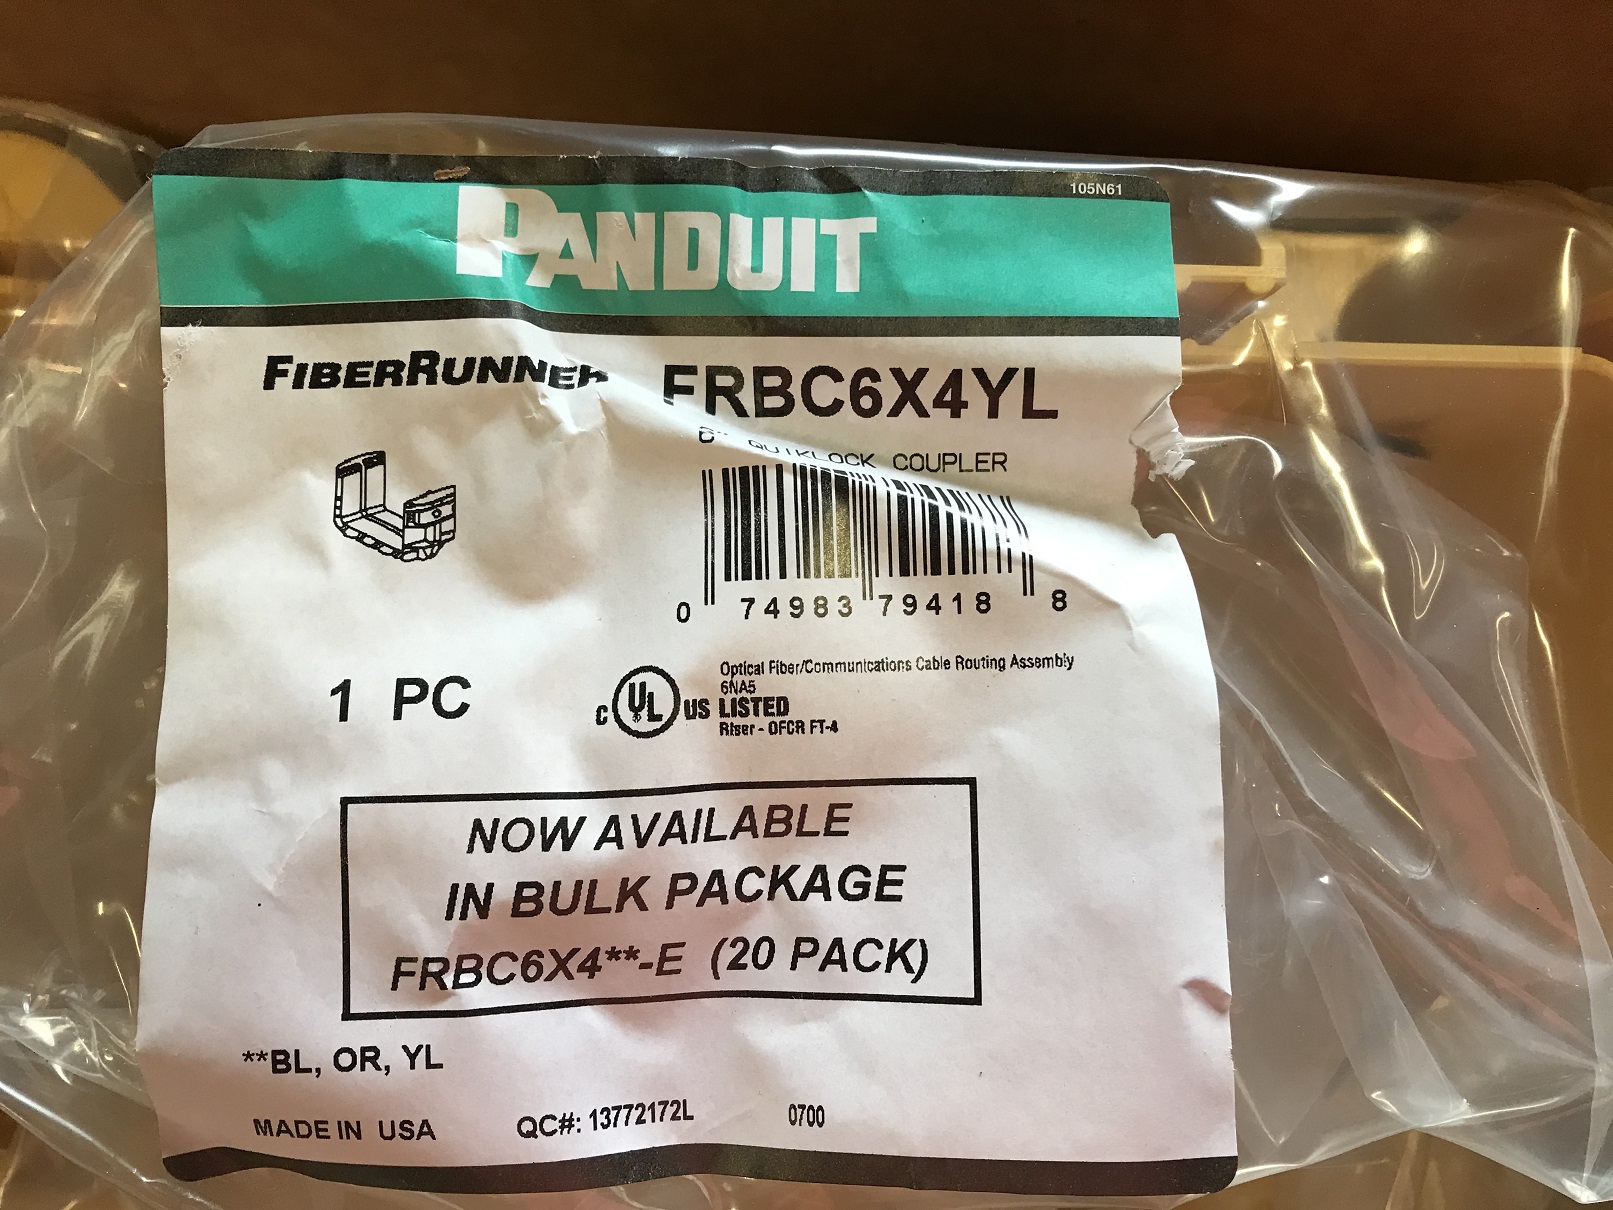 105N61
PANDUIT
FIBERRUNNER
FRBC6X4YL
6" QUIKLOCK COUPLER
0 74983 79418 8
1 PC
Optical Fiber/Communications Cable Routing Assembly
6NA5
c UL US LISTED
Riser - OFCR FT-4
NOW AVAILABLE
IN BULK PACKAGE
FRBC6X4**-E (20 PACK)
**BL, OR, YL
MADE IN USA QC#: 13772172L 0700